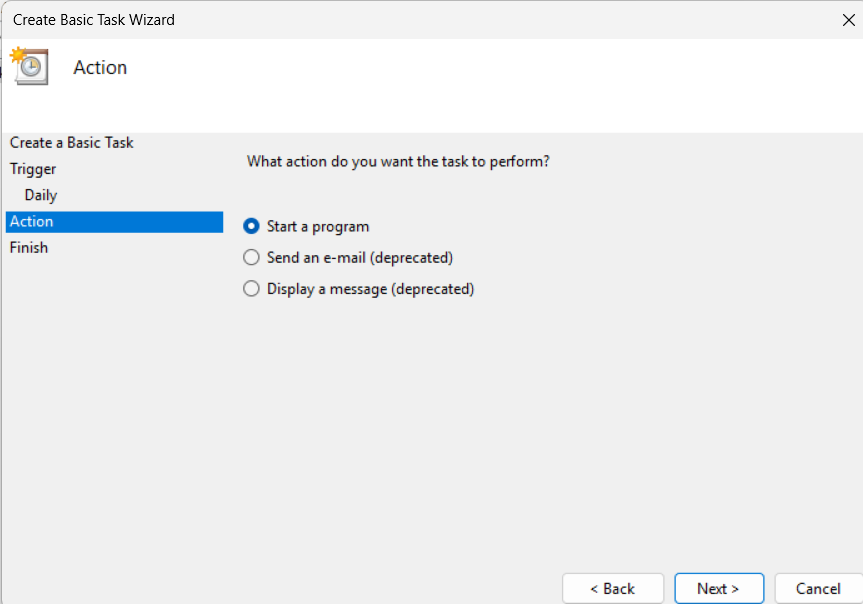 Create Basic Task Wizard
Action
Create a Basic Task
Trigger
Daily
Action
Finish
What action do you want the task to perform?
Start a program
Send an e-mail (deprecated)
Display a message (deprecated)
< Back
Next >
Cancel